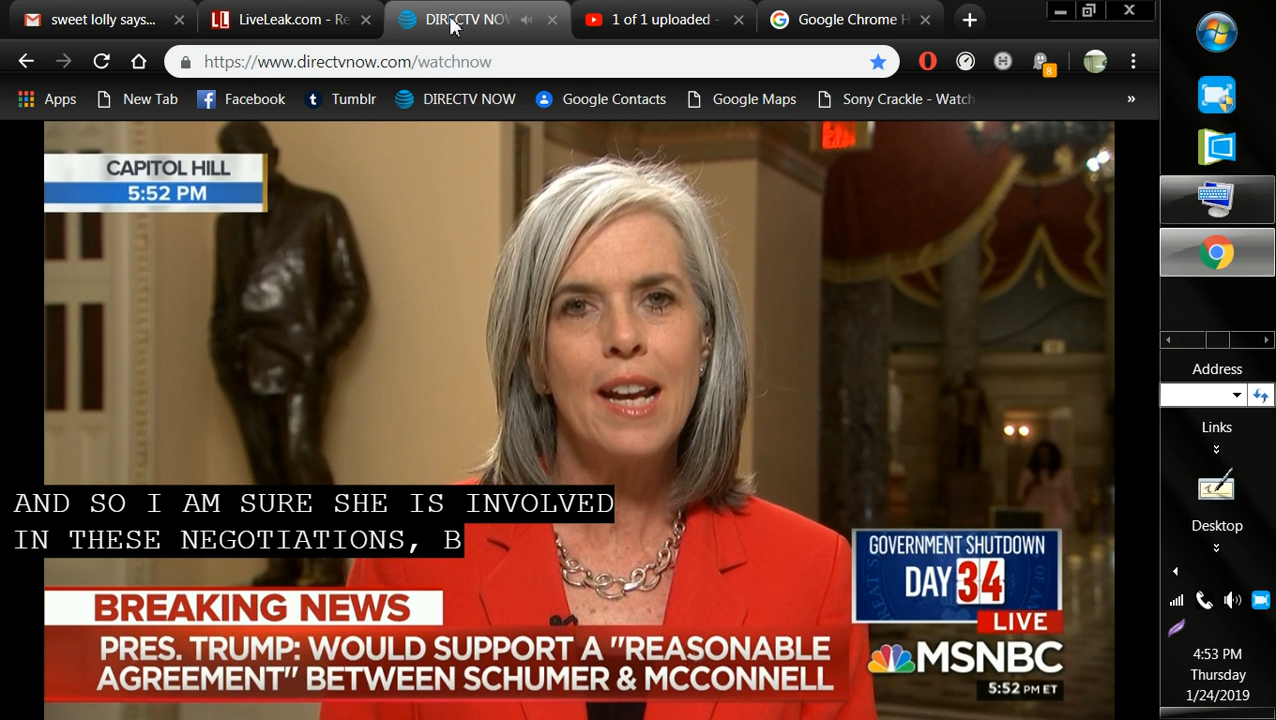 sweet lolly says...
LiveLeak.com - Re
DIRECTV NOW
1 of 1 uploaded -
Google Chrome H
https://www.directvnow.com/watchnow
8
Apps
New Tab
Facebook
Tumblr
DIRECTV NOW
Google Contacts
Google Maps
Sony Crackle - Watch
»
CAPITOL HILL
5:52 PM
AND SO I AM SURE SHE IS INVOLVED
IN THESE NEGOTIATIONS, B
GOVERNMENT SHUTDOWN
DAY 34
LIVE
BREAKING NEWS
PRES. TRUMP: WOULD SUPPORT A "REASONABLE
AGREEMENT" BETWEEN SCHUMER & MCCONNELL
MSNBC
5:52 PM ET
Address
Links
Desktop
4:53 PM
Thursday
1/24/2019